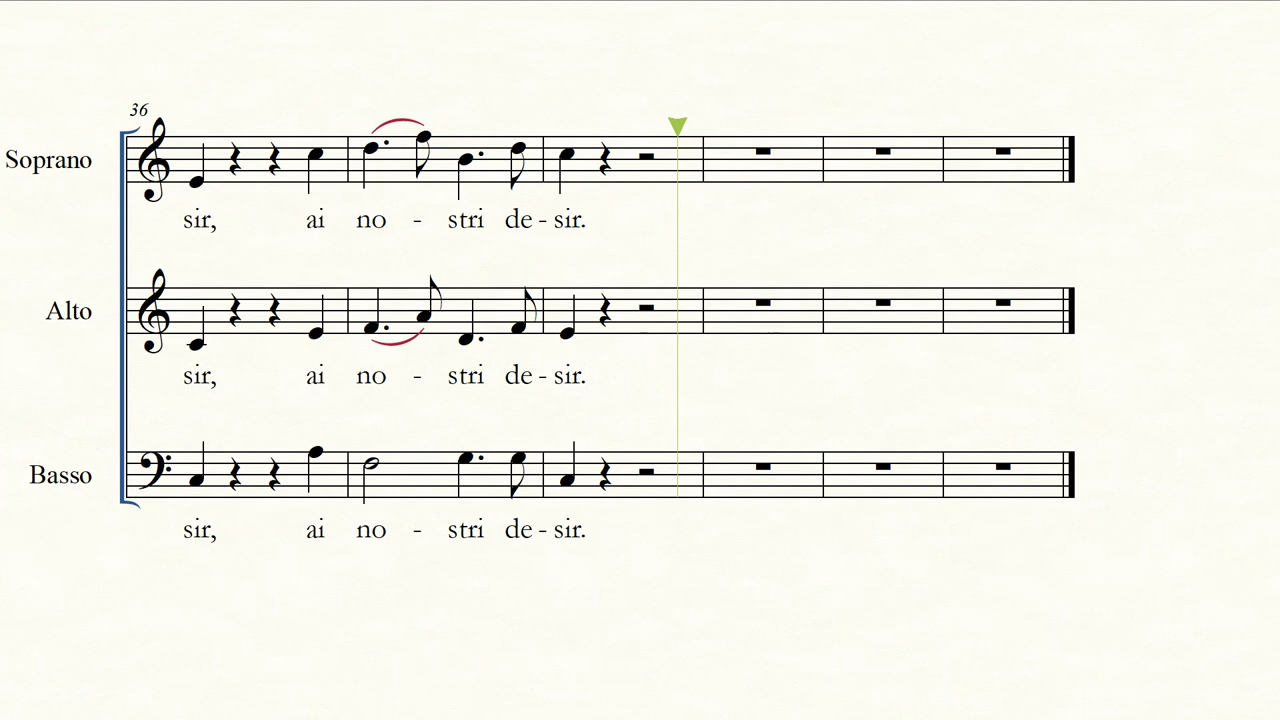 36
Soprano
sir, ai no - stri de - sir.
Alto
sir, ai no - stri de - sir.
Basso
sir, ai no - stri de - sir.